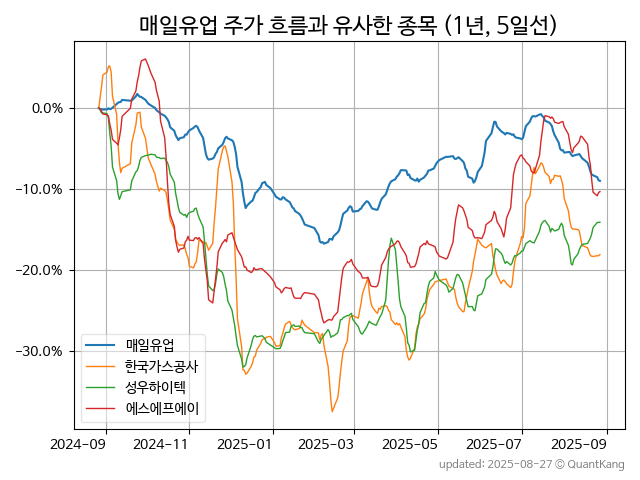 매일유업 주가 흐름과 유사한 종목 (1년, 5일선)
0.0%
−10.0%
−20.0%
−30.0%
매일유업
한국가스공사
성우하이텍
에스에프에이
2024-09 2024-11 2025-01 2025-03 2025-05 2025-07 2025-09
updated: 2025-08-27 © QuantKang